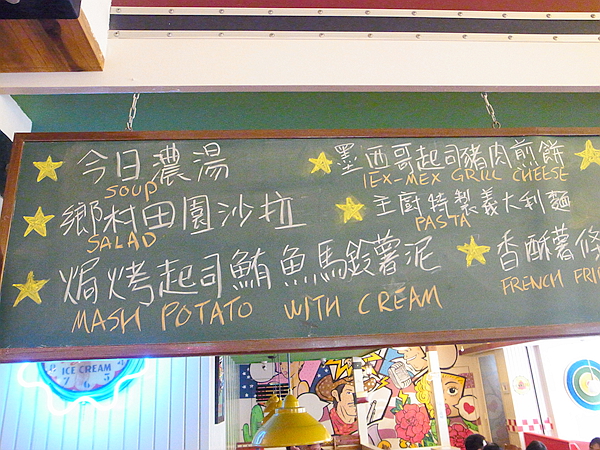 今日濃湯
SOUP
鄉村田園沙拉
SALAD
焗烤起司鮪魚馬鈴薯泥
MASH POTATO WITH CREAM
墨西哥起司豬肉煎餅
TEX-MEX GRILL CHEESE
主廚特製義大利麵
PASTA
香酥薯條
FRENCH FRI
ICE CREAM